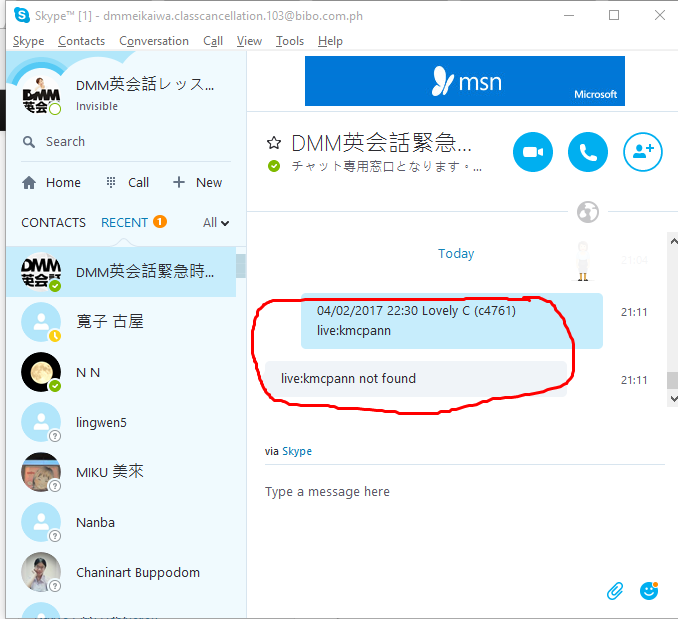 Skype™ [1] - dmmeikaiwa.classcancellation.103@bibo.com.ph
Skype Contacts Conversation Call View Tools Help
DMM英会話レッス...
Invisible
Search
Home Call New
CONTACTS RECENT 1 All
DMM英会話緊急時...
寛子 古屋
N N
lingwen5
MIKU 美來
Nanba
Chaninart Buppodom
msn
Microsoft
DMM英会話緊急...
チャット専用窓口となります。...
Today
21:04
04/02/2017 22:30 Lovely C (c4761)
live:kmcpann
21:11
live:kmcpann not found
21:11
via Skype
Type a message here